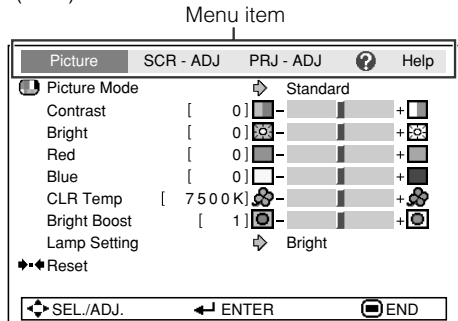 Menu item
Picture SCR - ADJ PRJ - ADJ ? Help
Picture Mode Standard
Contrast [ 0] - +
Bright [ 0] - +
Red [ 0] - +
Blue [ 0] - +
CLR Temp [ 7500K] - +
Bright Boost [ 1] - +
Lamp Setting Bright
Reset
SEL./ADJ. ENTER END